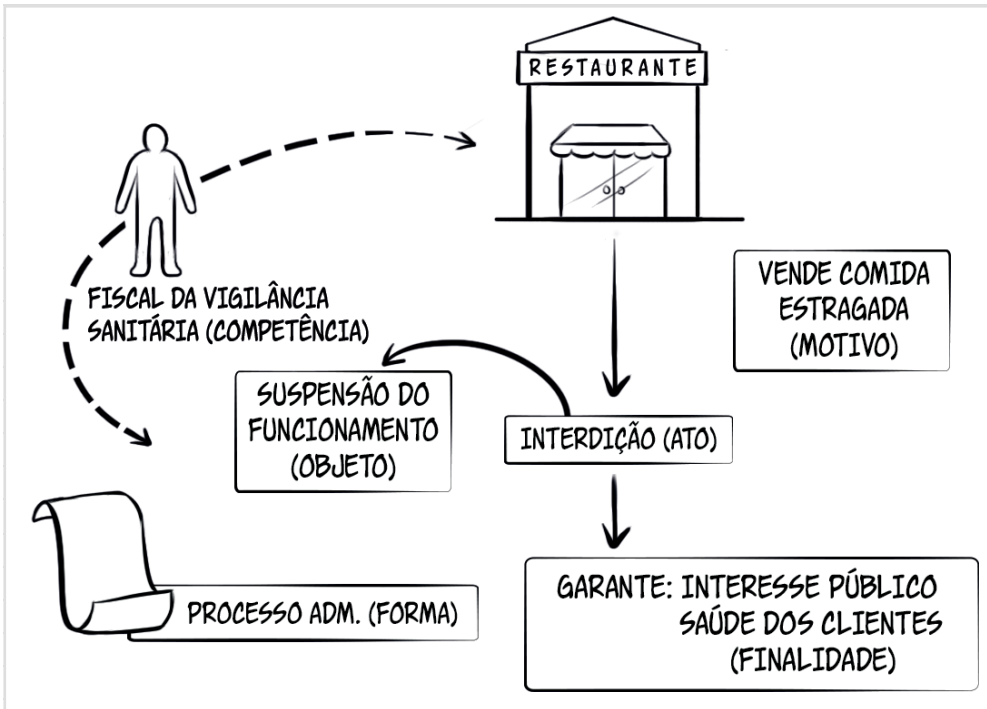 RESTAURANTE
FISCAL DA VIGILÂNCIA
SANITÁRIA (COMPETÊNCIA)
VENDE COMIDA
ESTRAGADA
(MOTIVO)
SUSPENSÃO DO
FUNCIONAMENTO
(OBJETO)
INTERDIÇÃO (ATO)
PROCESSO ADM. (FORMA)
GARANTE: INTERESSE PÚBLICO
SAÚDE DOS CLIENTES
(FINALIDADE)